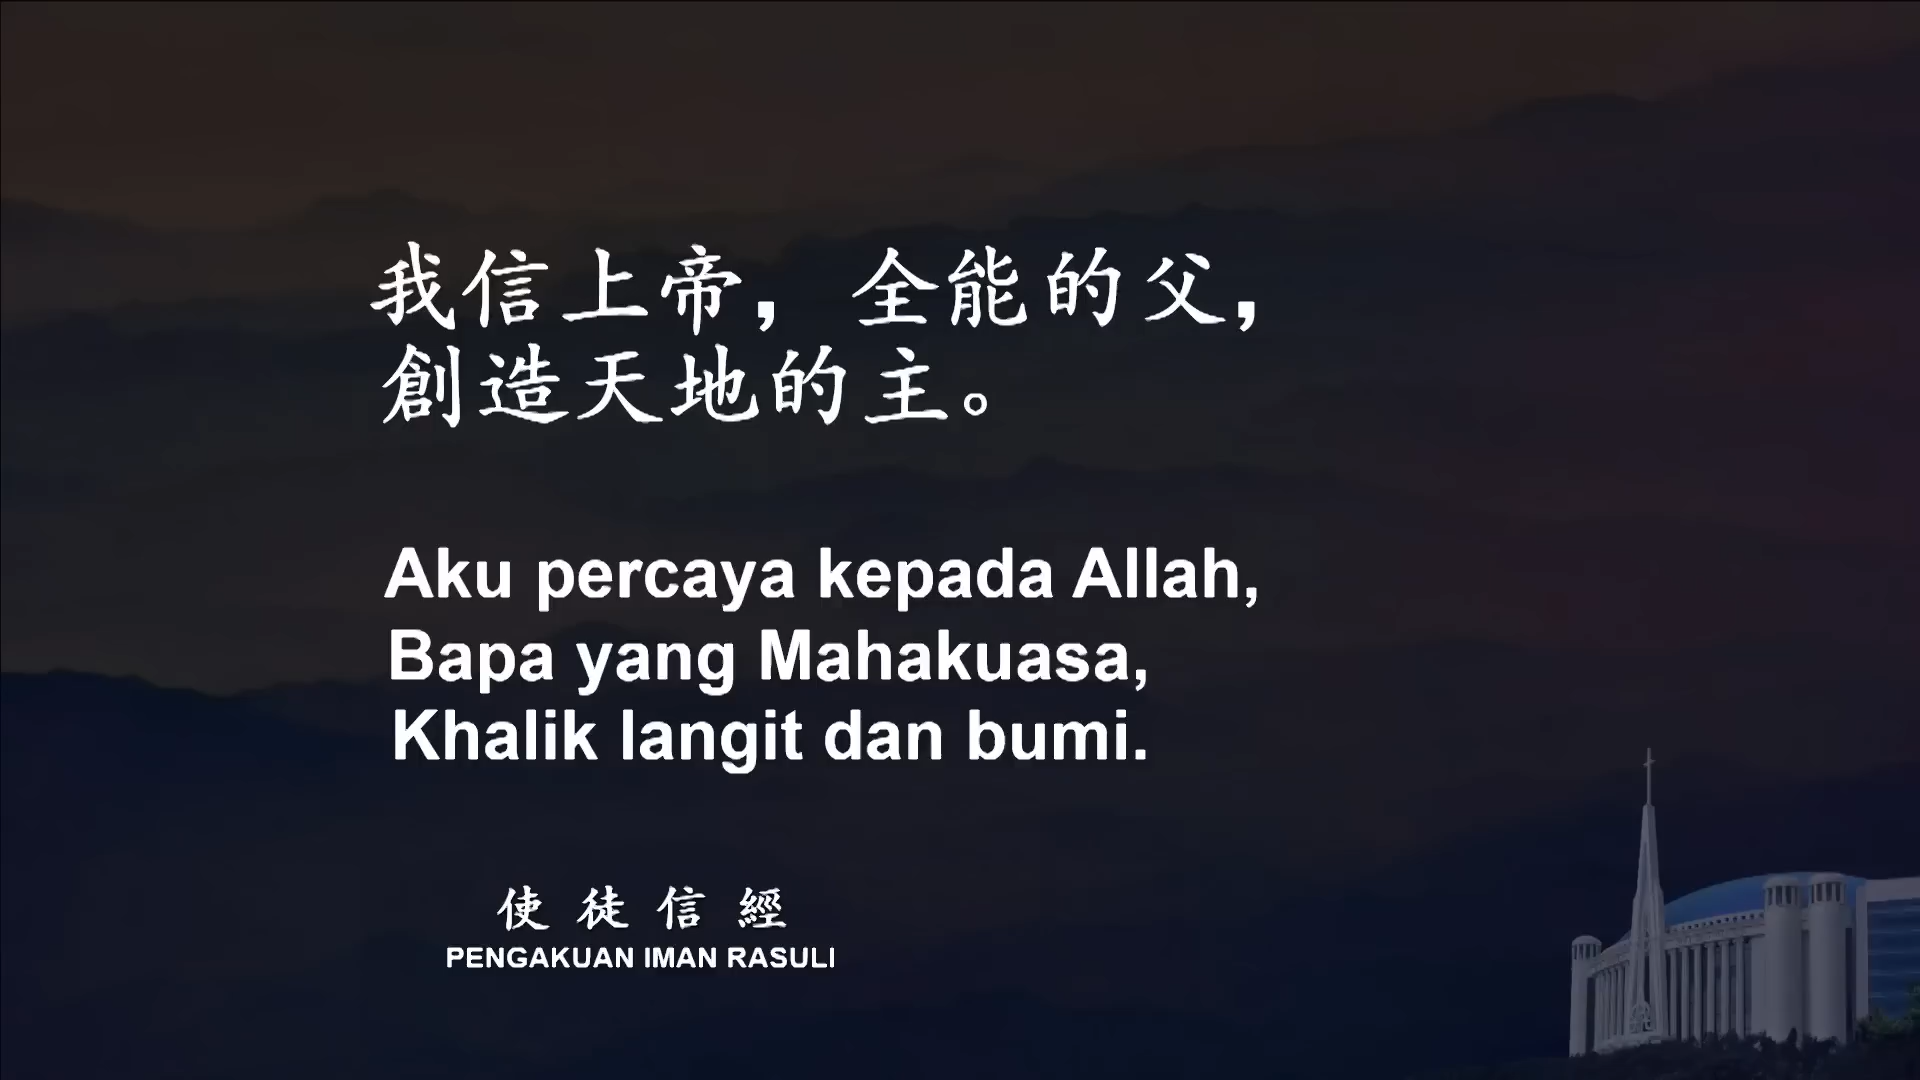 我信上帝，全能的父，
創造天地的主。
Aku percaya kepada Allah,
Bapa yang Mahakuasa,
Khalik langit dan bumi.
使徒信經
PENGAKUAN IMAN RASULI